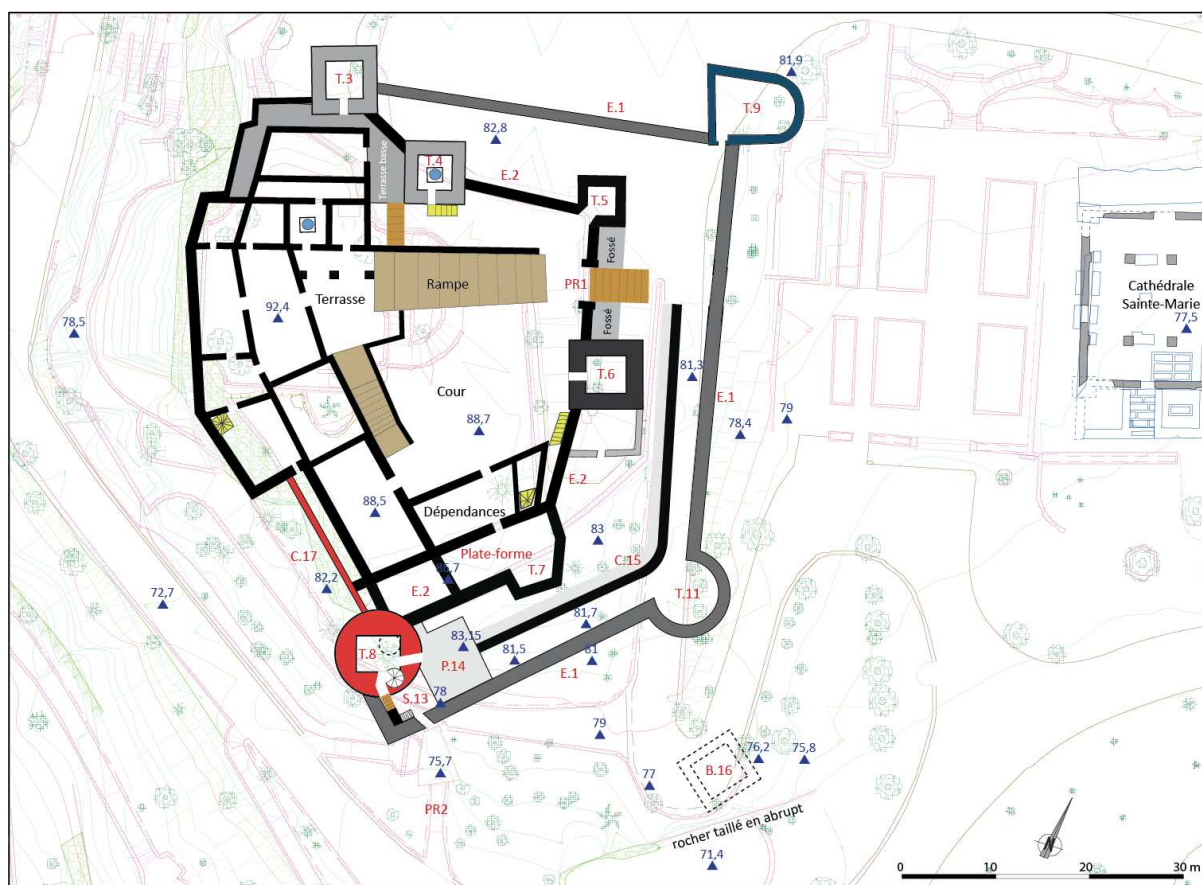 81,9
T.3
E.1
T.9
82,8
T.4
Terrasse basse
E.2
T.5
Fossé
PR1
Rampe
Terrasse
Cathédrale
Sainte-Marie
77,5
92,4
78,5
Fossé
T.6
81,3
E.1
Cour
78,4
79
88,7
E.2
88,5
Dépendances
83
Plate-forme
C.17
C.15
86,7
T.7
82,2
E.2
72,7
T.11
81,7
83,15
T.8
81,5
81
P.14
E.1
S.13
78
79
76,2
75,8
B.16
75,7
77
PR2
rocher taillé en abrupt
71,4
N
0 10 20 30 m